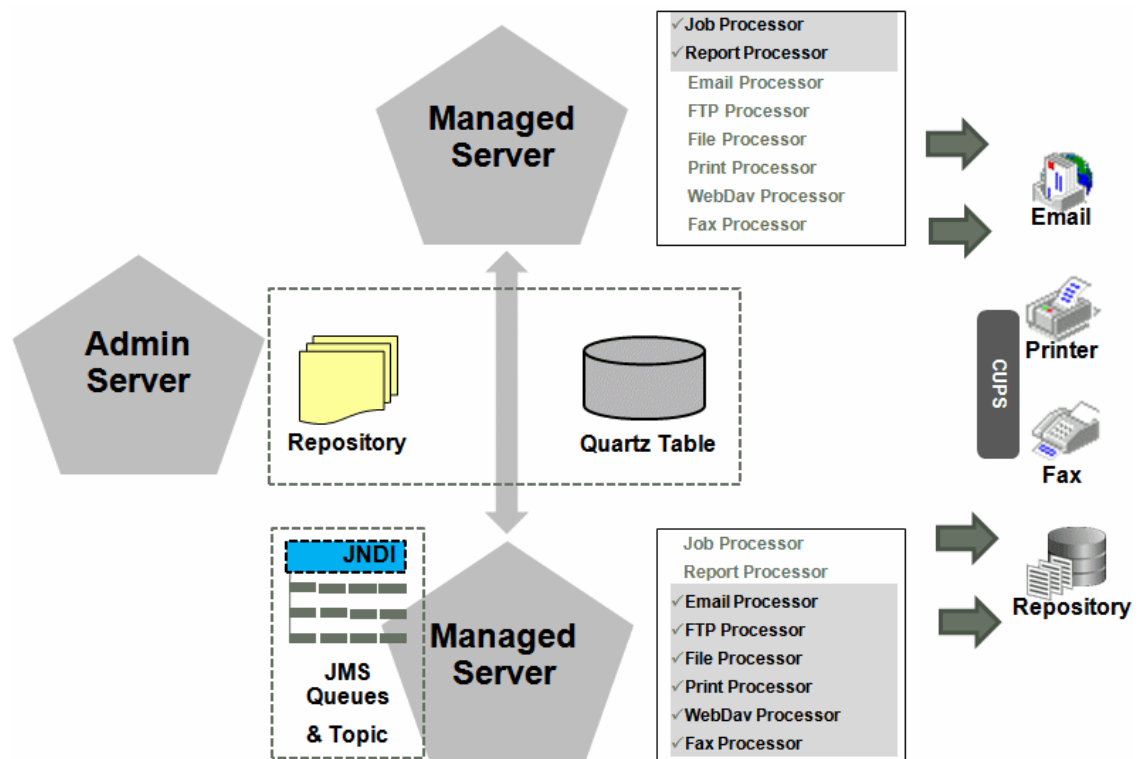 Managed
Server
✓Job Processor
✓Report Processor
Email Processor
FTP Processor
File Processor
Print Processor
WebDav Processor
Fax Processor
Email
Admin
Server
Repository
Quartz Table
CUPS
Printer
Fax
JNDI
JMS
Queues
& Topic
Managed
Server
Job Processor
Report Processor
✓Email Processor
✓FTP Processor
✓File Processor
✓Print Processor
✓WebDav Processor
✓Fax Processor
Repository